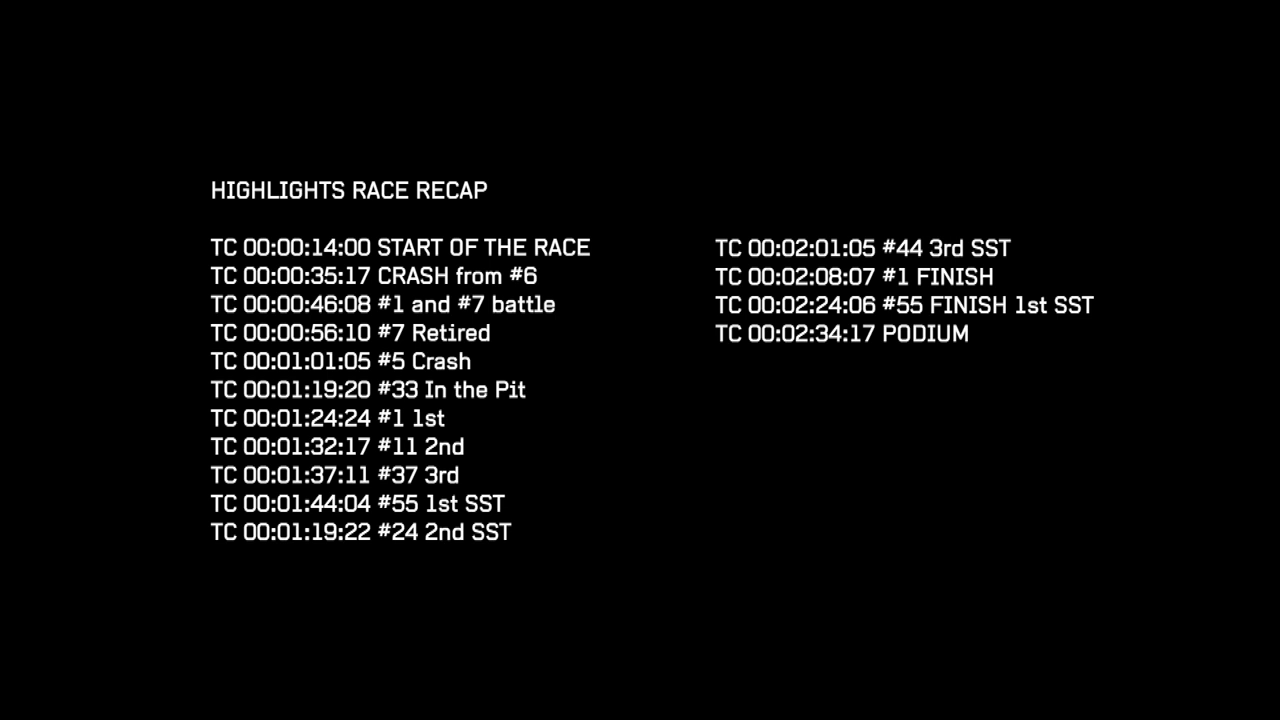 HIGHLIGHTS RACE RECAP
TC 00:00:14:00 START OF THE RACE
TC 00:00:35:17 CRASH from #6
TC 00:00:46:08 #1 and #7 battle
TC 00:00:56:10 #7 Retired
TC 00:01:01:05 #5 Crash
TC 00:01:19:20 #33 In the Pit
TC 00:01:24:24 #1 1st
TC 00:01:32:17 #11 2nd
TC 00:01:37:11 #37 3rd
TC 00:01:44:04 #55 1st SST
TC 00:01:19:22 #24 2nd SST
TC 00:02:01:05 #44 3rd SST
TC 00:02:08:07 #1 FINISH
TC 00:02:24:06 #55 FINISH 1st SST
TC 00:02:34:17 PODIUM